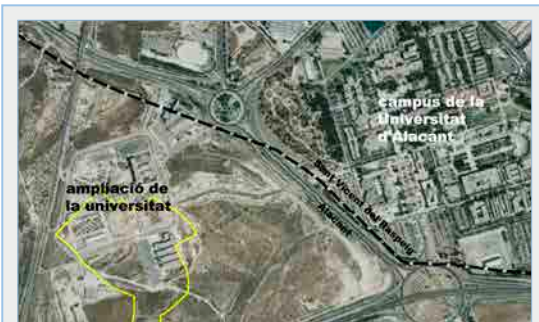 campus de la
Universitat
d'Alacant
ampliació de
la universitat
Sant Vicent del Raspeig
Alacant